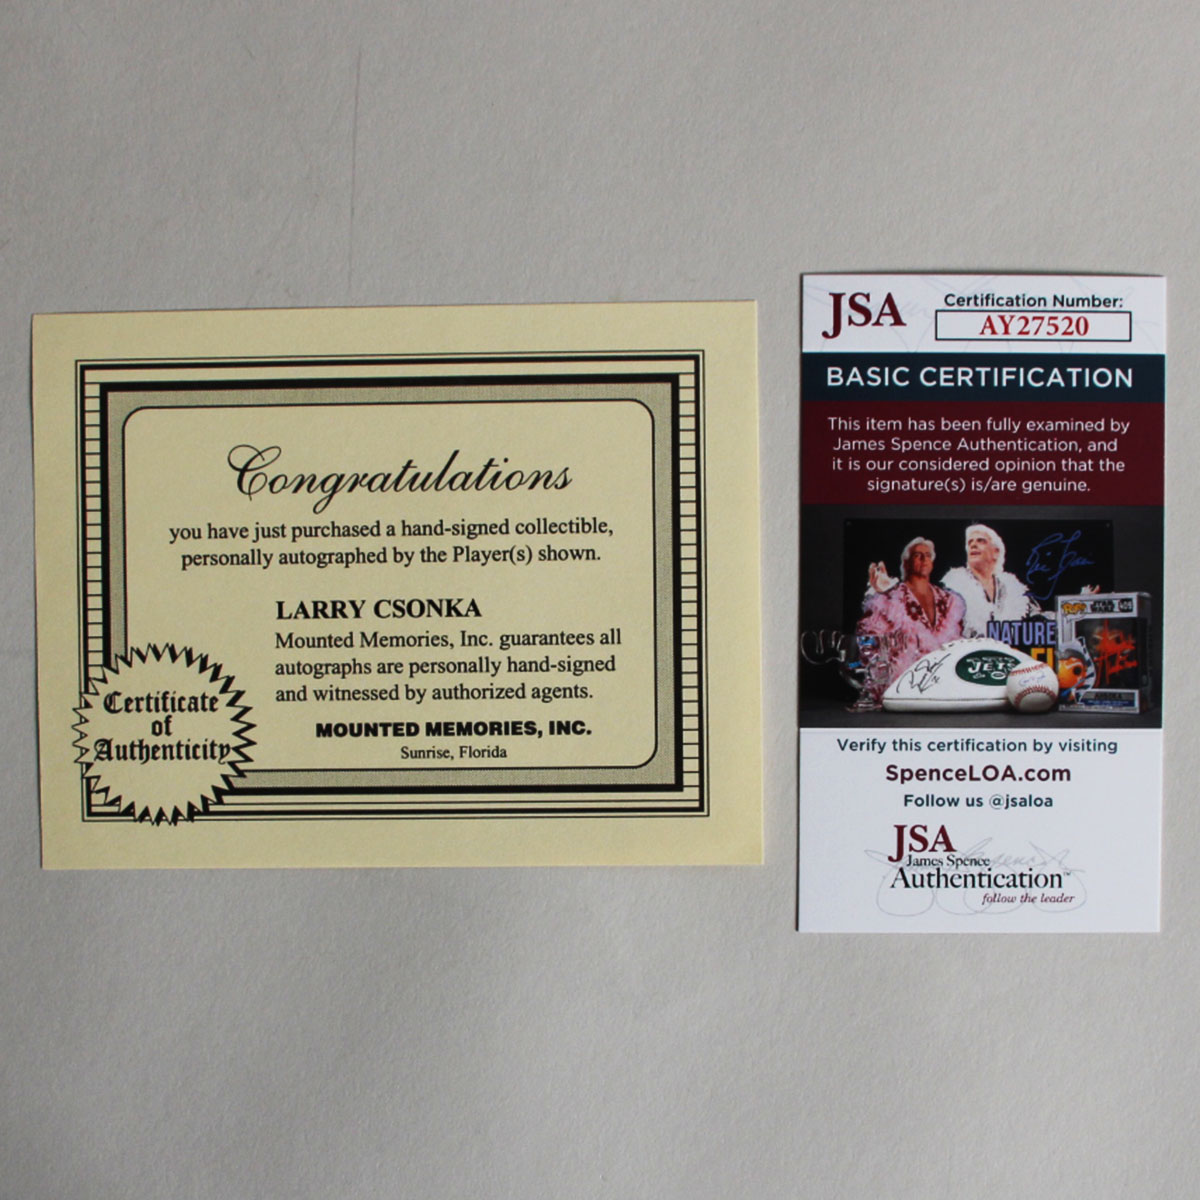 Congratulations
you have just purchased a hand-signed collectible,
personally autographed by the Player(s) shown.
LARRY CSONKA
Mounted Memories, Inc. guarantees all
autographs are personally hand-signed
and witnessed by authorized agents.
MOUNTED MEMORIES, INC.
Sunrise, Florida
Certificate
of
Authenticity
JSA
Certification Number:
AY27520
BASIC CERTIFICATION
This item has been fully examined by
James Spence Authentication, and
it is our considered opinion that the
signature(s) is/are genuine.
NATURE
JETS
POP!
STAR WARS
Verify this certification by visiting
SpenceLOA.com
Follow us @jsaloa
JSA
James Spence
Authentication™
follow the leader